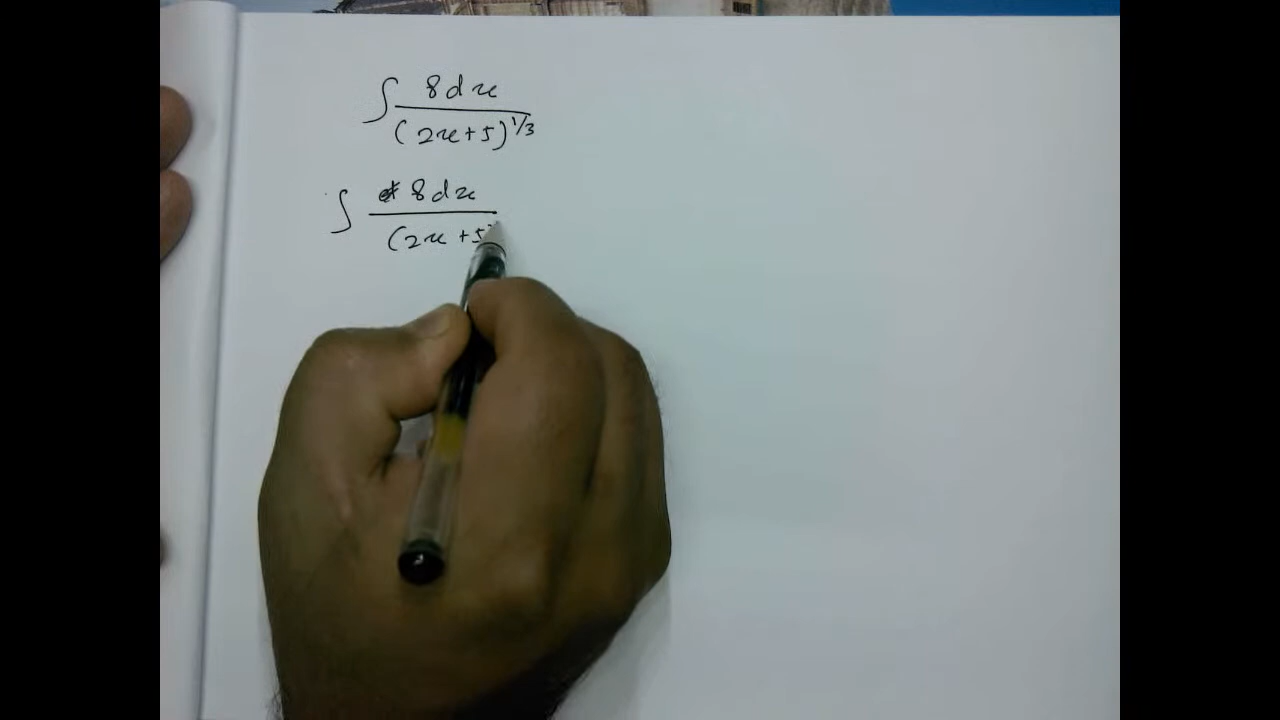 ∫ 8dx / (2x+5)^1/3
∫ 8dx / (2x+5)